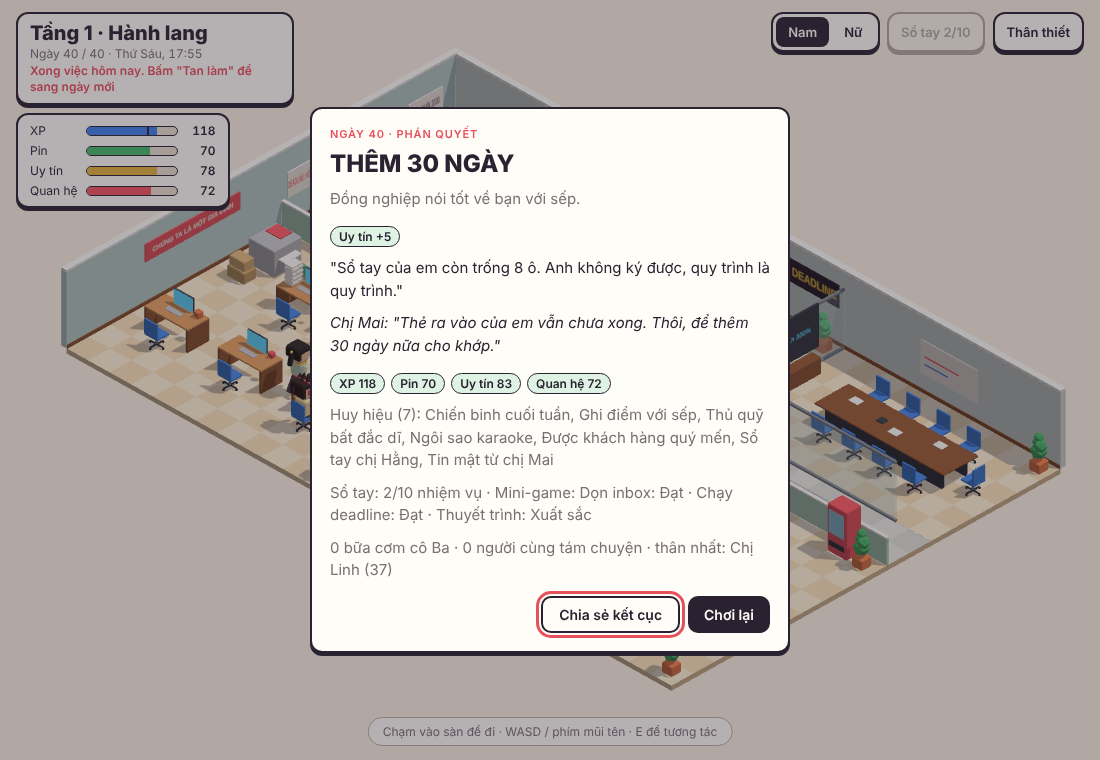 Tầng 1 · Hành lang
Ngày 40 / 40 · Thứ Sáu, 17:55
Xong việc hôm nay. Bấm "Tan làm" để
sang ngày mới
XP 118
Pin 70
Uy tín 78
Quan hệ 72
Nam Nữ
Sổ tay 2/10
Thân thiết
CHÚNG TA LÀ MỘT GIA ĐÌNH
DEADLINE
NGÀY 40 · PHÁN QUYẾT
THÊM 30 NGÀY
Đồng nghiệp nói tốt về bạn với sếp.
Uy tín +5
"Sổ tay của em còn trống 8 ô. Anh không ký được, quy trình là
quy trình."
Chị Mai: "Thẻ ra vào của em vẫn chưa xong. Thôi, để thêm
30 ngày nữa cho khớp."
XP 118 Pin 70 Uy tín 83 Quan hệ 72
Huy hiệu (7): Chiến binh cuối tuần, Ghi điểm với sếp, Thủ quỹ
bất đắc dĩ, Ngôi sao karaoke, Được khách hàng quý mến, Sổ
tay chị Hằng, Tin mật từ chị Mai
Sổ tay: 2/10 nhiệm vụ · Mini-game: Dọn inbox: Đạt · Chạy
deadline: Đạt · Thuyết trình: Xuất sắc
0 bữa cơm cô Ba · 0 người cùng tám chuyện · thân nhất: Chị
Linh (37)
Chia sẻ kết cục
Chơi lại
DEADLINE
Chạm vào sàn để đi · WASD / phím mũi tên · E để tương tác